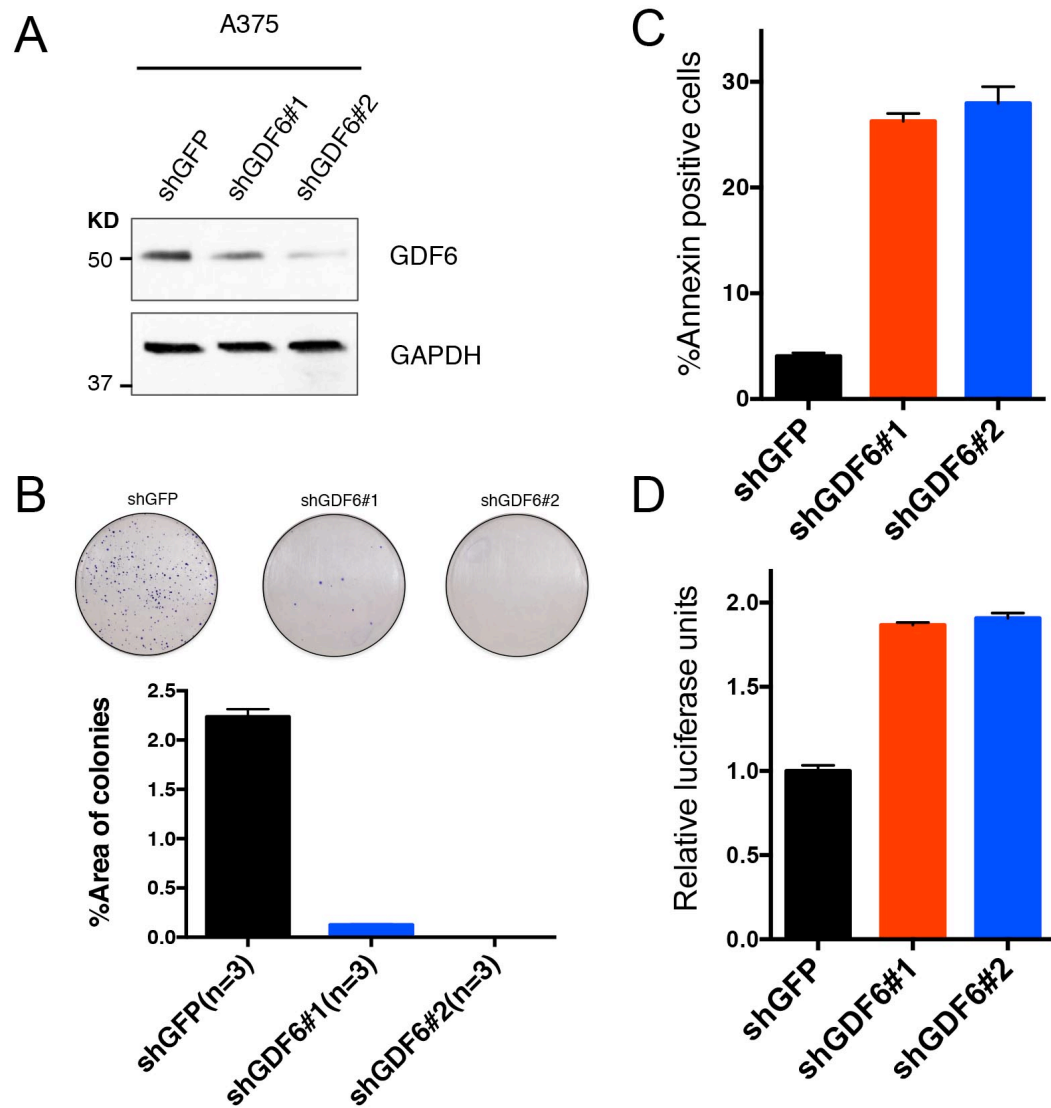 A
A375
shGFP
shGDF6#1
shGDF6#2
KD
50
GDF6
GAPDH
37
B
shGFP
shGDF6#1
shGDF6#2
%Area of colonies
2.5
2.0
1.5
1.0
0.5
0.0
shGFP(n=3)
shGDF6#1(n=3)
shGDF6#2(n=3)
C
%Annexin positive cells
30
20
10
0
shGFP
shGDF6#1
shGDF6#2
D
Relative luciferase units
2.0
1.5
1.0
0.5
0.0
shGFP
shGDF6#1
shGDF6#2